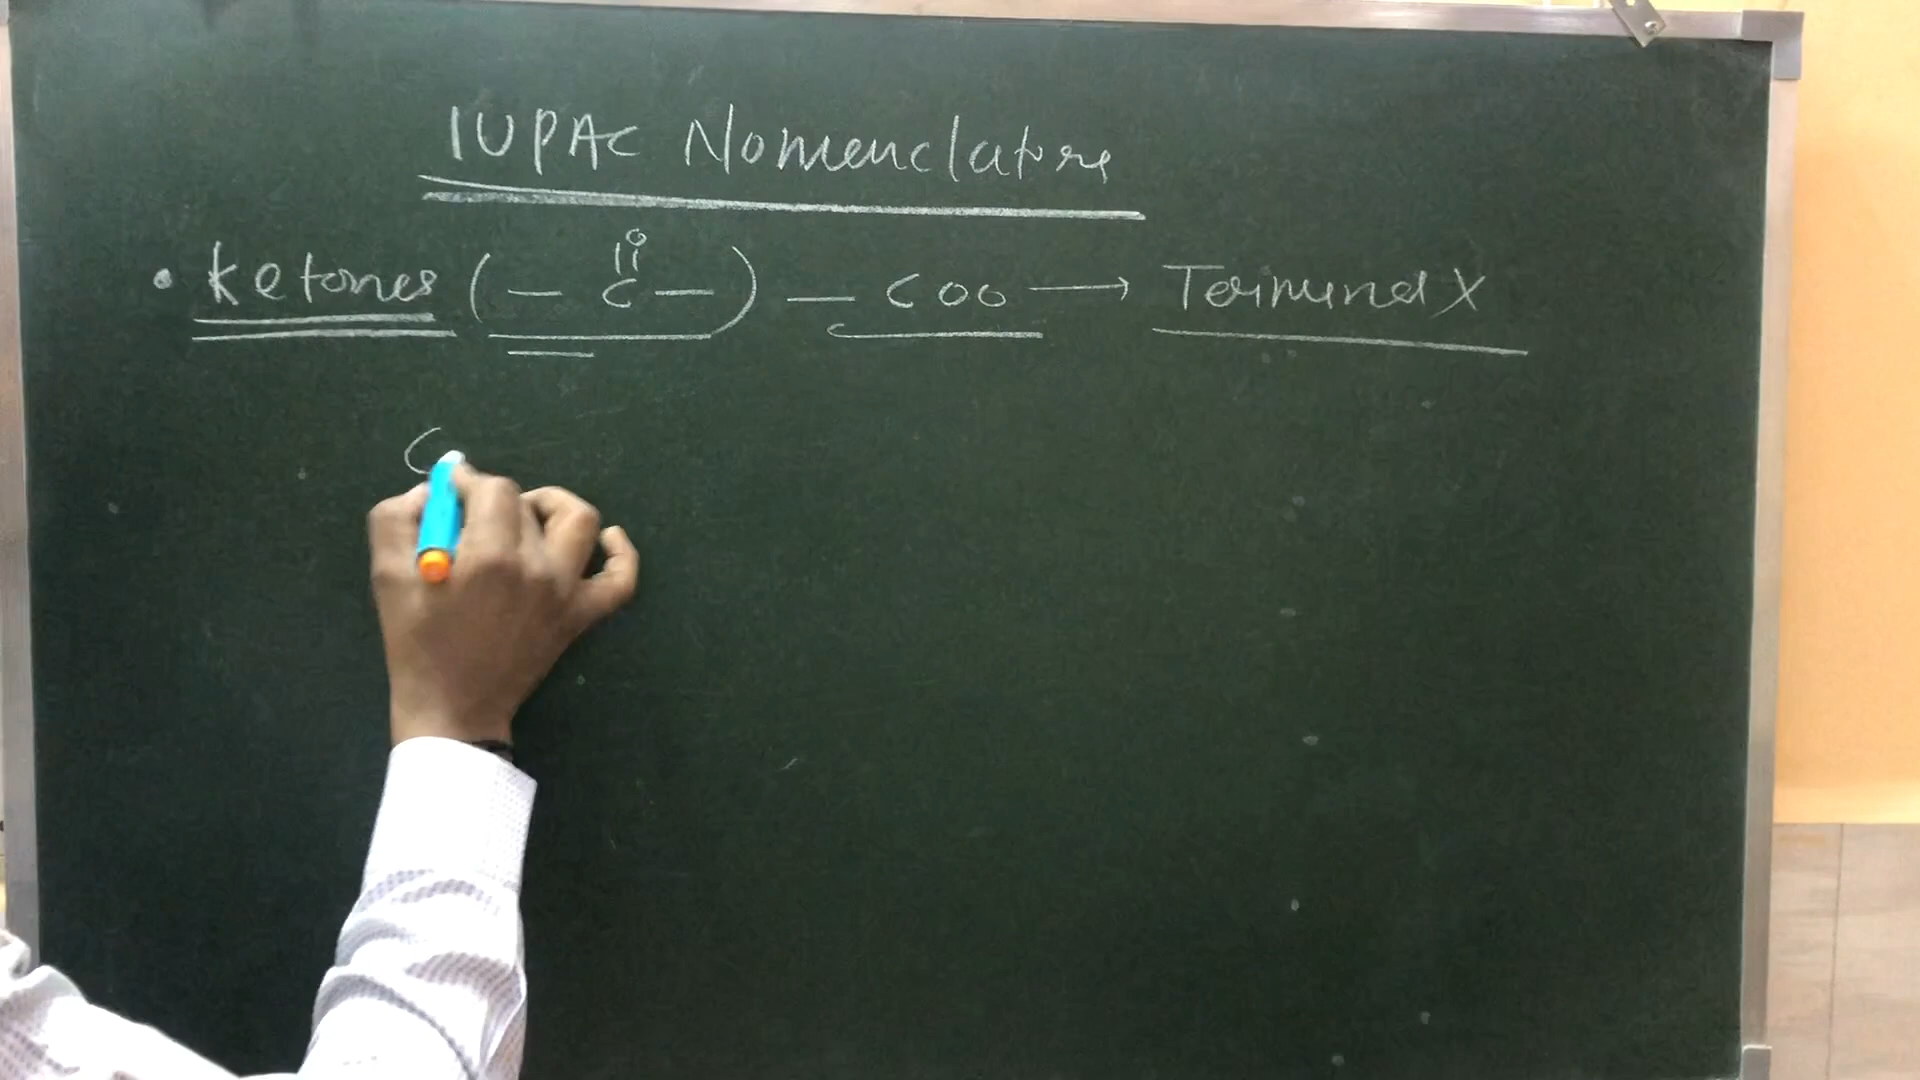 IUPAC Nomenclature
• Ketones ( — C — ) — COO → Terminal X
O
||
C